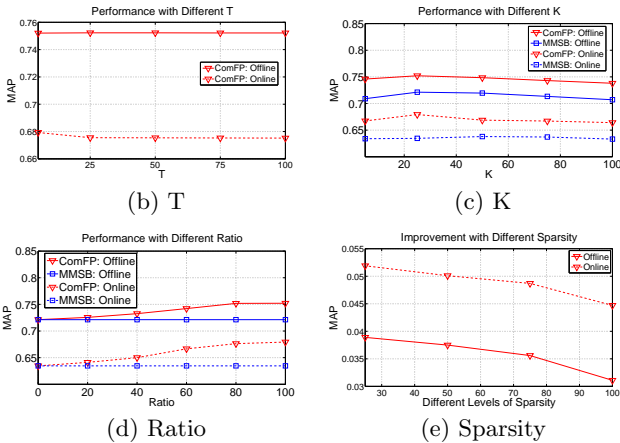 Performance with Different T
0.76
0.74
0.72
0.7
0.68
0.66
MAP
ComFP: Offline
ComFP: Online
25
50
75
100
T
(b) T
Performance with Different K
0.85
0.8
0.75
0.7
0.65
MAP
ComFP: Offline
MMSB: Offline
ComFP: Online
MMSB: Online
20
40
60
80
100
K
(c) K
Performance with Different Ratio
0.85
0.8
0.75
0.7
0.65
MAP
ComFP: Offline
MMSB: Offline
ComFP: Online
MMSB: Online
0
20
40
60
80
100
Ratio
(d) Ratio
Improvement with Different Sparsity
0.055
0.05
0.045
0.04
0.035
0.03
MAP
Offline
Online
30
40
50
60
70
80
90
100
Different Levels of Sparsity
(e) Sparsity